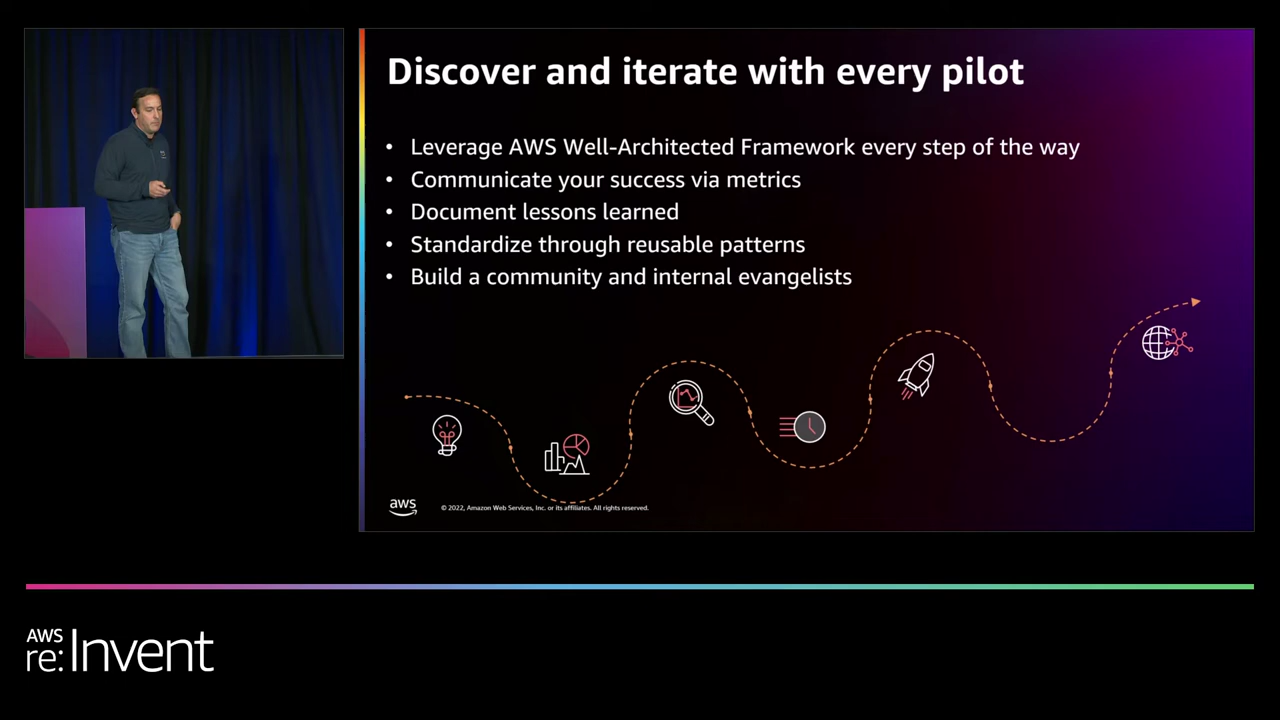 Discover and iterate with every pilot
• Leverage AWS Well-Architected Framework every step of the way
• Communicate your success via metrics
• Document lessons learned
• Standardize through reusable patterns
• Build a community and internal evangelists
aws
© 2022, Amazon Web Services, Inc. or its affiliates. All rights reserved.
AWS
re:Invent